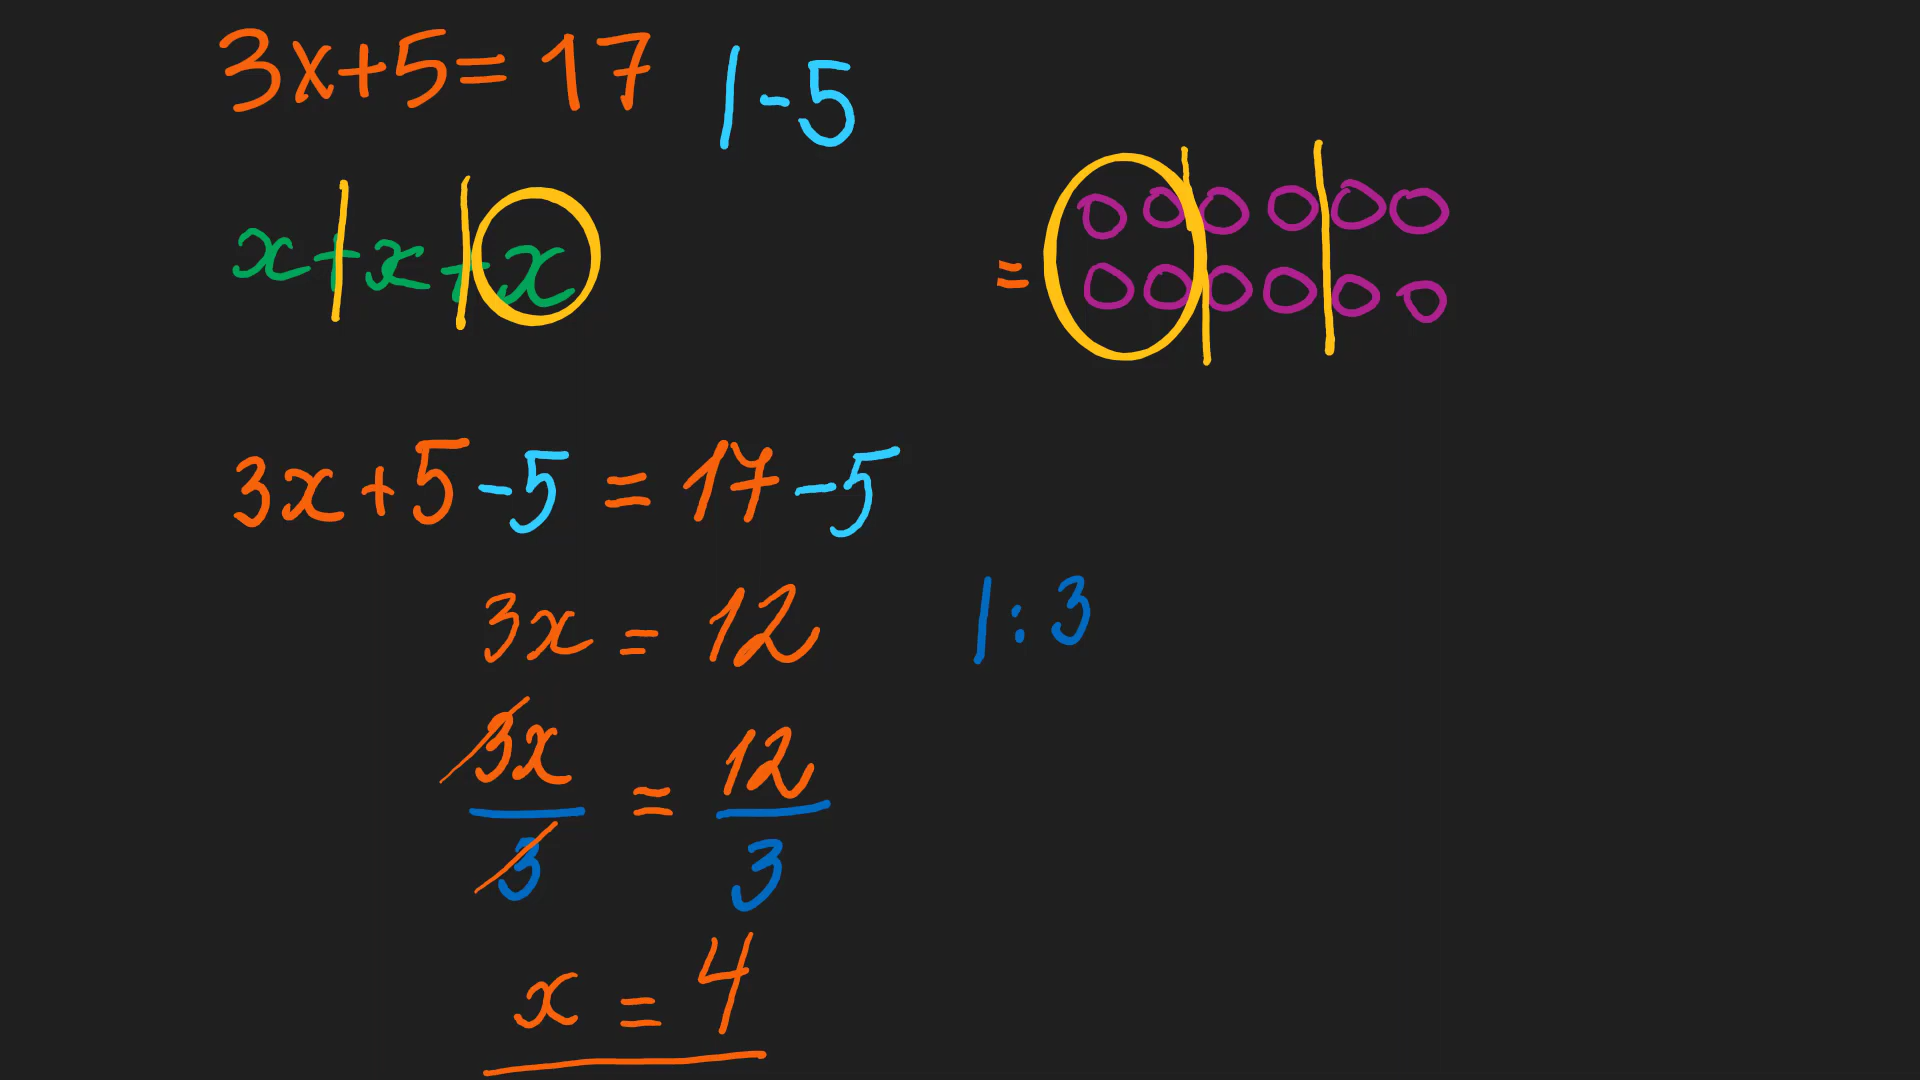 3x+5=17 |-5
x+x+x =
3x+5-5=17-5
3x=12 |:3
3x/3 = 12/3
x=4